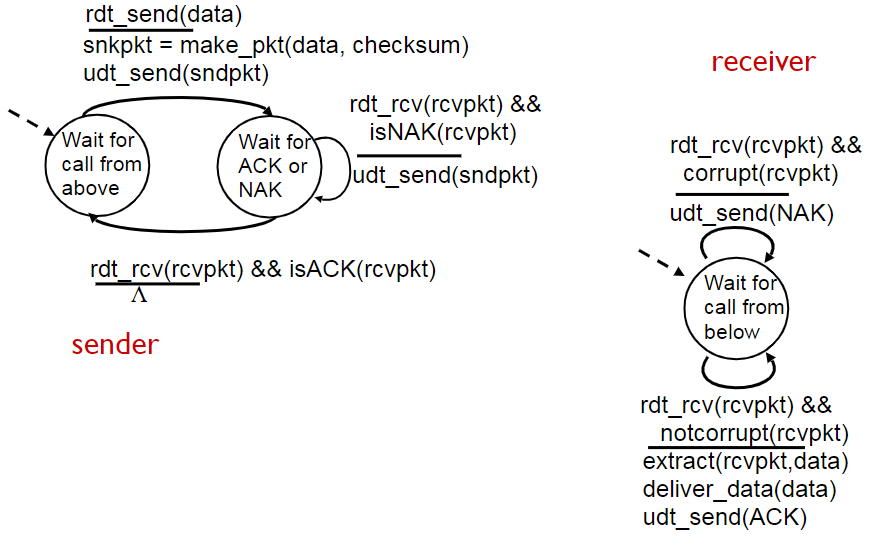 rdt_send(data)
snkpkt = make_pkt(data, checksum)
udt_send(sndpkt)
Wait for
call from
above
Wait for
ACK or
NAK
rdt_rcv(rcvpkt) &&
isNAK(rcvpkt)
udt_send(sndpkt)
rdt_rcv(rcvpkt) && isACK(rcvpkt)
Λ
sender
receiver
rdt_rcv(rcvpkt) &&
corrupt(rcvpkt)
udt_send(NAK)
Wait for
call from
below
rdt_rcv(rcvpkt) &&
notcorrupt(rcvpkt)
extract(rcvpkt,data)
deliver_data(data)
udt_send(ACK)